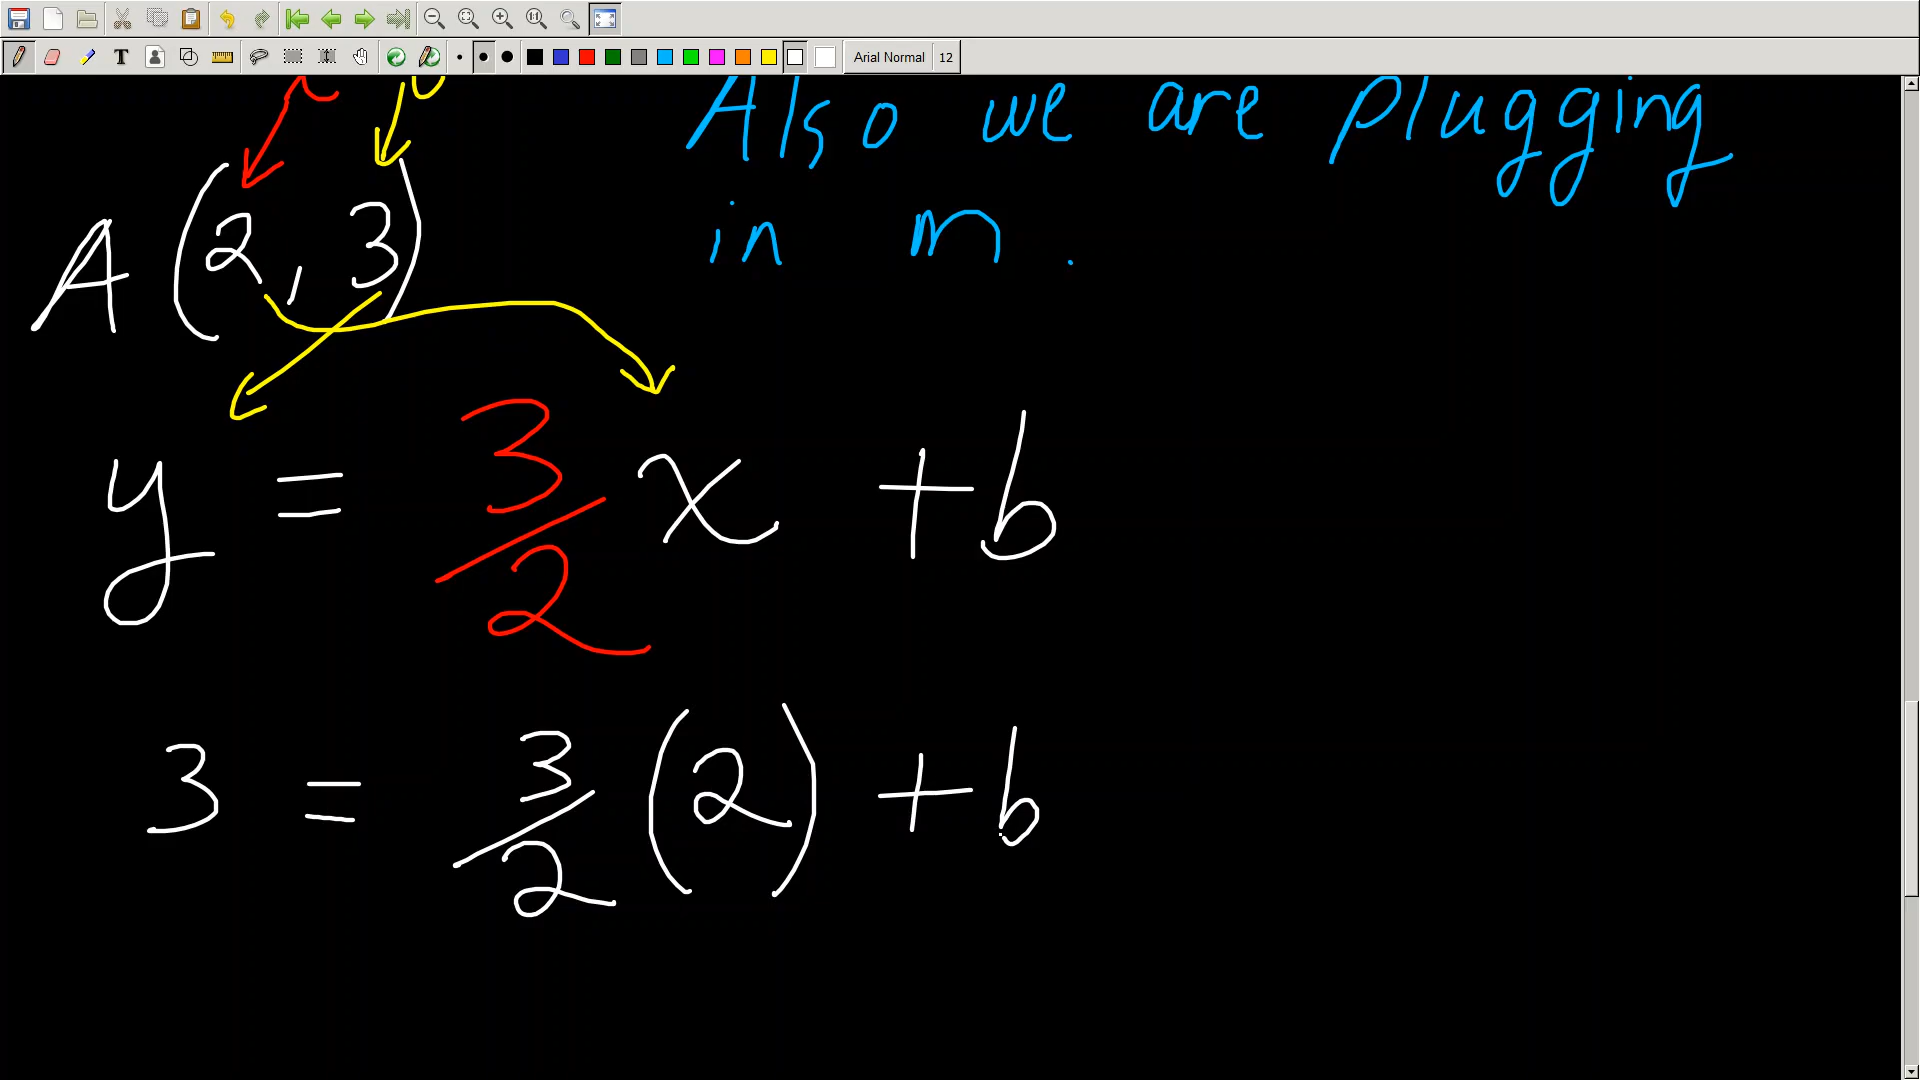 Arial Normal 12
Also we are plugging
in m.
A(2, 3)
y = 3/2 x + b
3 = 3/2 (2) + b